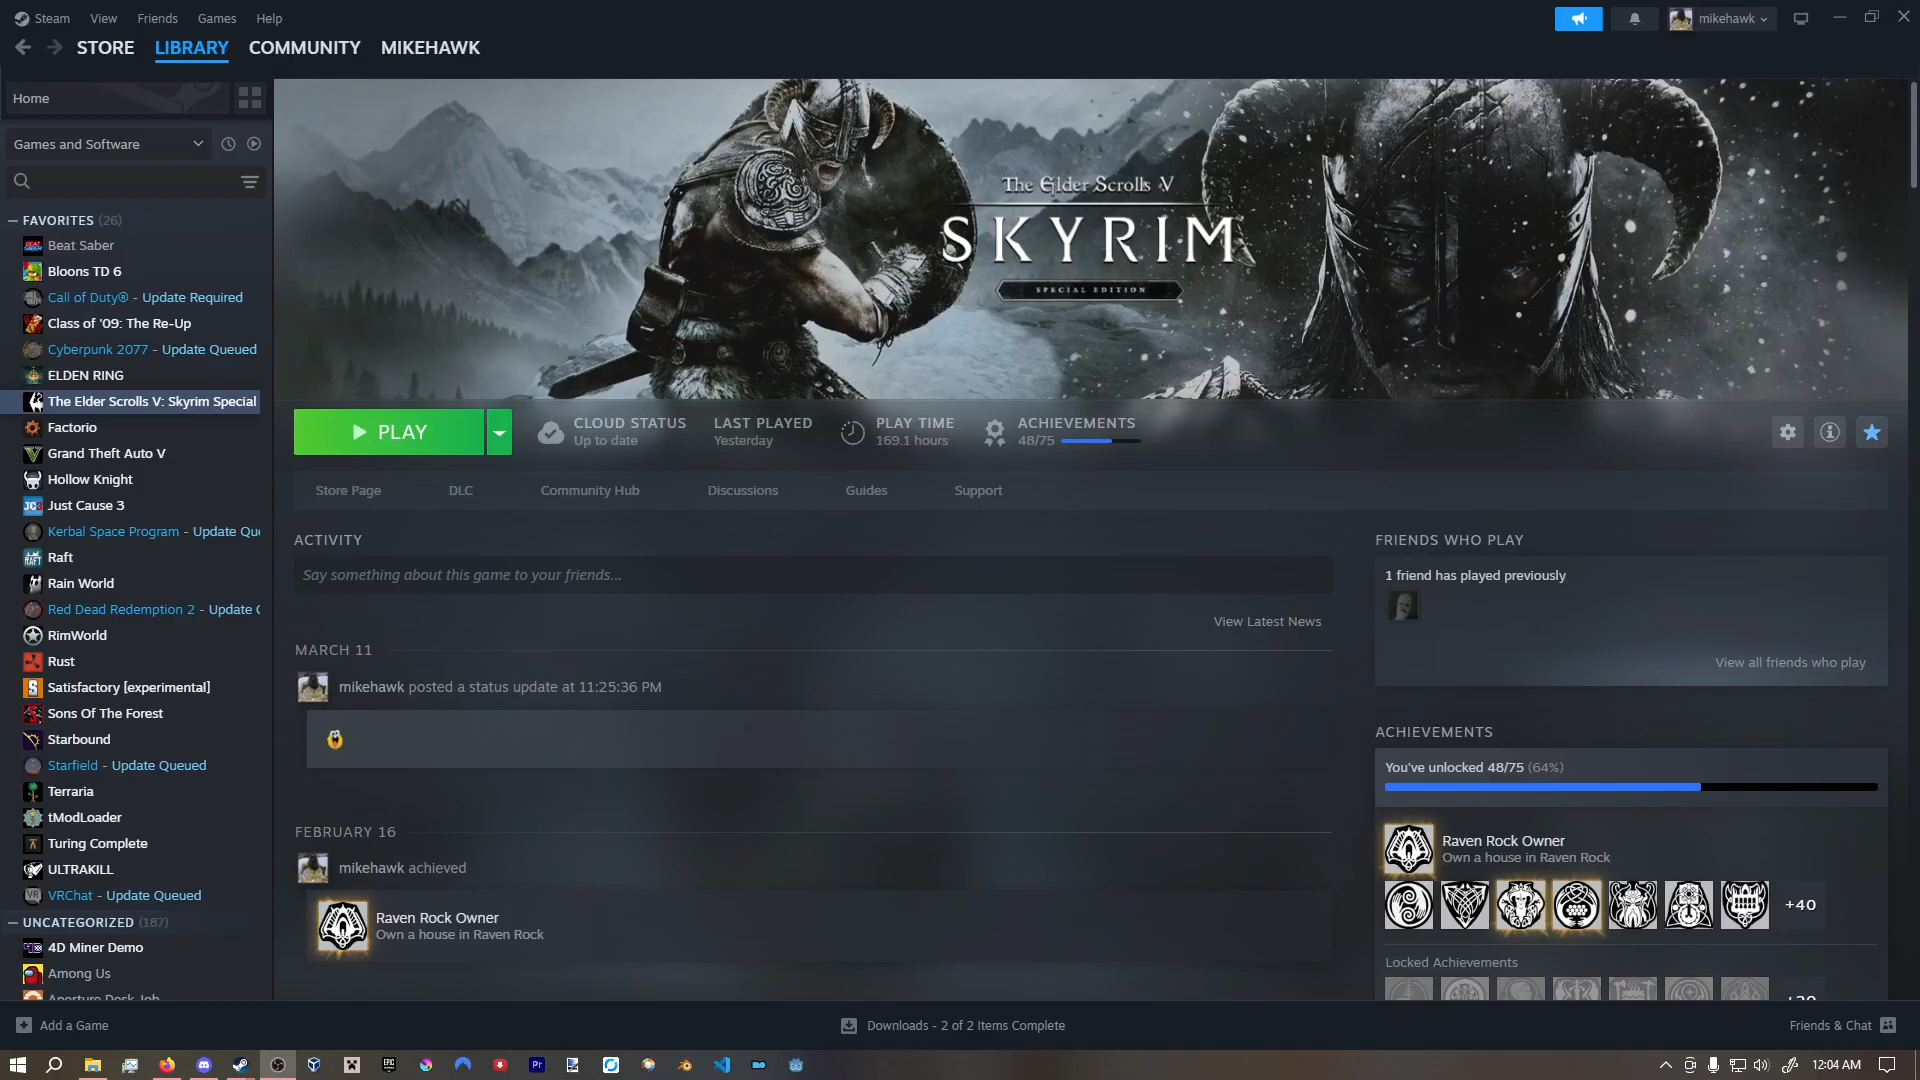 Steam View Friends Games Help
mikehawk
STORE LIBRARY COMMUNITY MIKEHAWK
Home
Games and Software
FAVORITES (26)
Beat Saber
Bloons TD 6
Call of Duty® - Update Required
Class of '09: The Re-Up
Cyberpunk 2077 - Update Queued
ELDEN RING
The Elder Scrolls V: Skyrim Special
Factorio
Grand Theft Auto V
Hollow Knight
Just Cause 3
Kerbal Space Program - Update Que
Raft
Rain World
Red Dead Redemption 2 - Update Q
RimWorld
Rust
Satisfactory [experimental]
Sons Of The Forest
Starbound
Starfield - Update Queued
Terraria
tModLoader
Turing Complete
ULTRAKILL
VRChat - Update Queued
UNCATEGORIZED (187)
4D Miner Demo
Among Us
Aperture Desk Job
The Elder Scrolls V
SKYRIM
SPECIAL EDITION
PLAY
CLOUD STATUS
Up to date
LAST PLAYED
Yesterday
PLAY TIME
169.1 hours
ACHIEVEMENTS
48/75
Store Page DLC Community Hub Discussions Guides Support
ACTIVITY
Say something about this game to your friends...
View Latest News
MARCH 11
mikehawk posted a status update at 11:25:36 PM
FEBRUARY 16
mikehawk achieved
Raven Rock Owner
Own a house in Raven Rock
FRIENDS WHO PLAY
1 friend has played previously
View all friends who play
ACHIEVEMENTS
You've unlocked 48/75 (64%)
Raven Rock Owner
Own a house in Raven Rock
+40
Locked Achievements
Add a Game
Downloads - 2 of 2 Items Complete
Friends & Chat
12:04 AM